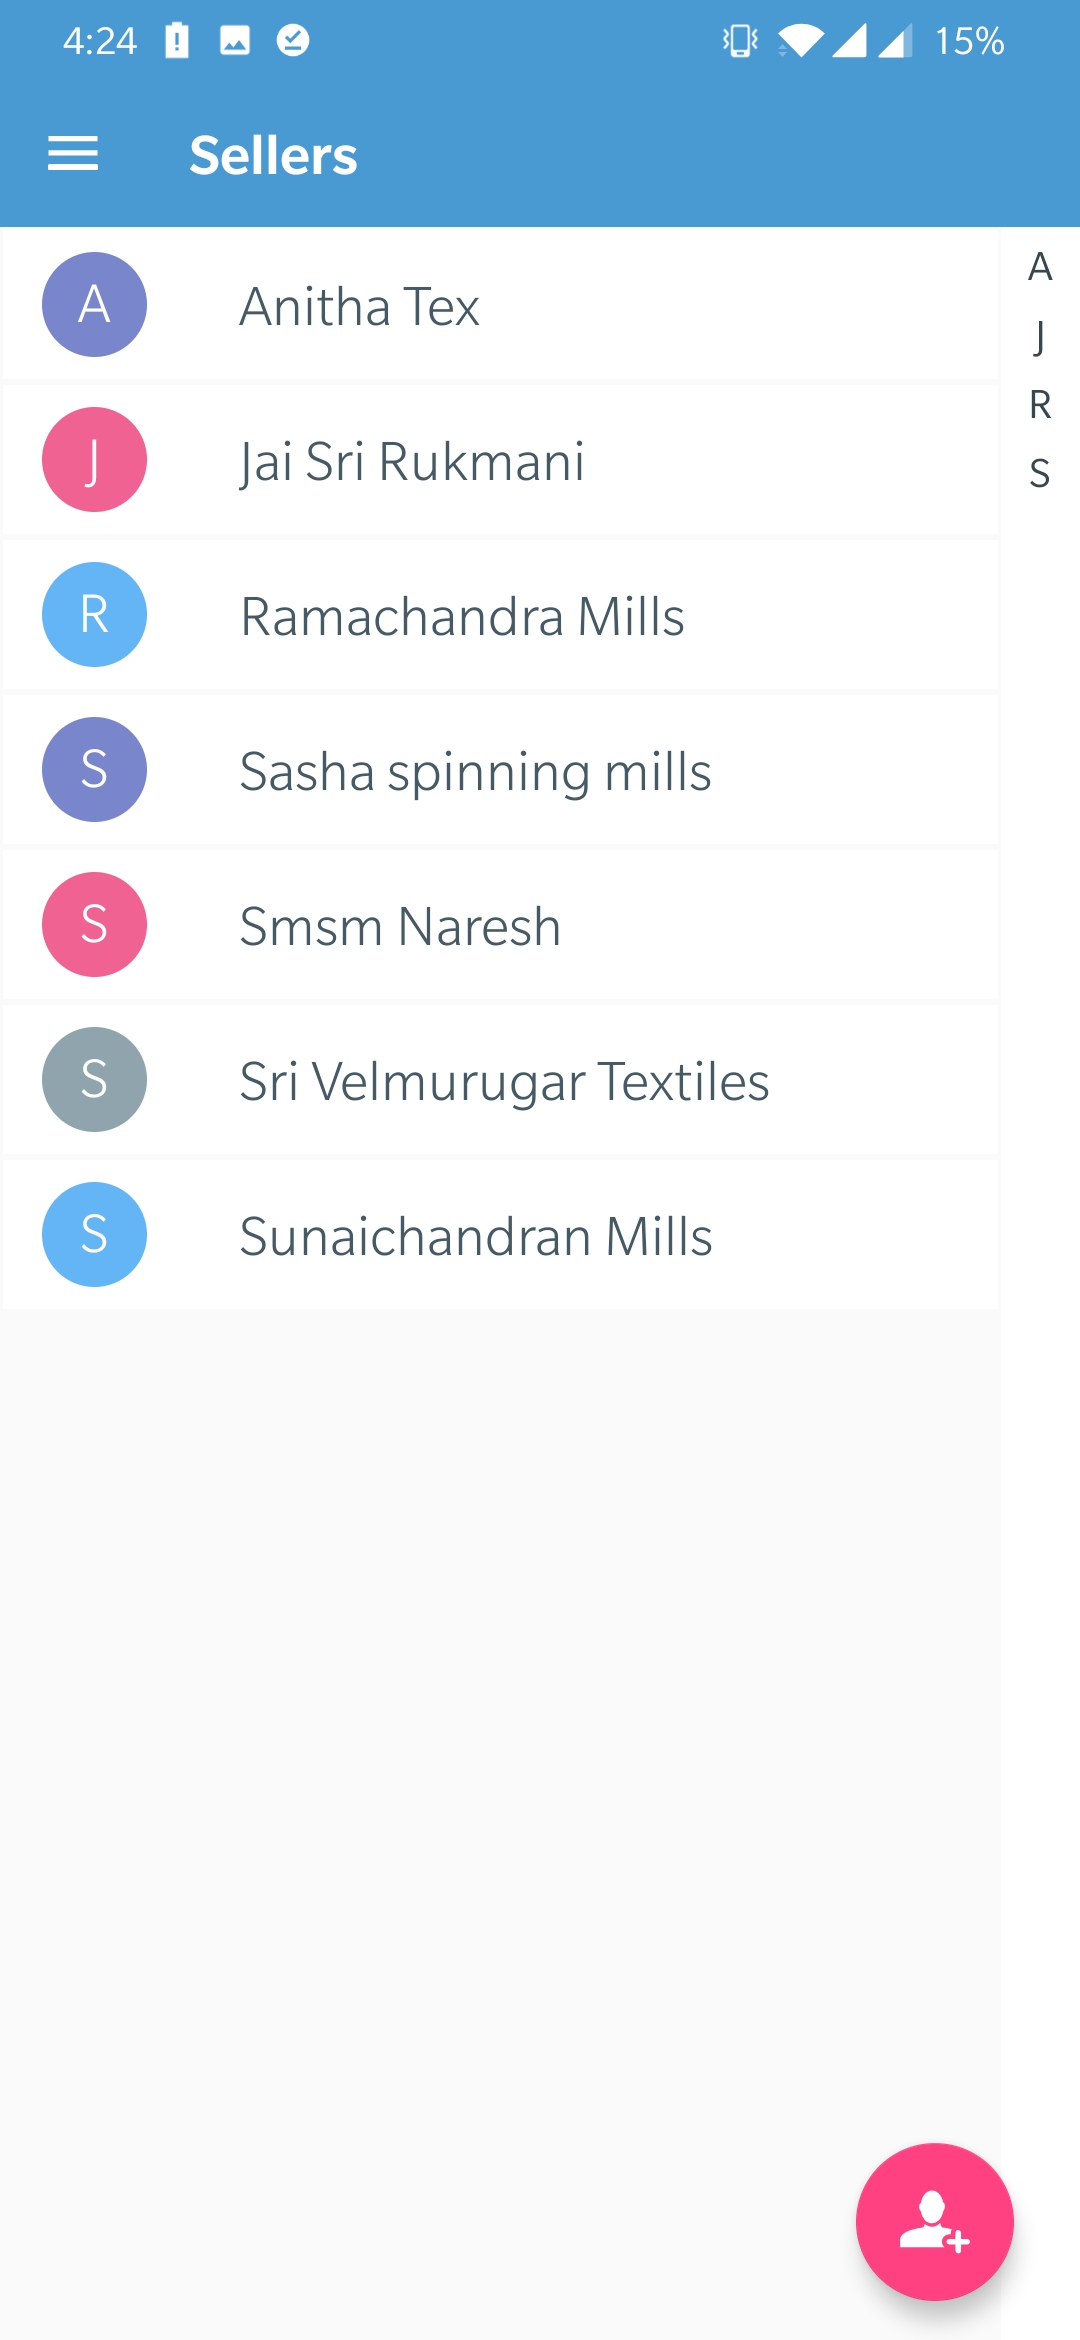 4:24 15%
Sellers
A Anitha Tex
J Jai Sri Rukmani
R Ramachandra Mills
S Sasha spinning mills
S Smsm Naresh
S Sri Velmurugar Textiles
S Sunaichandran Mills
A
J
R
S